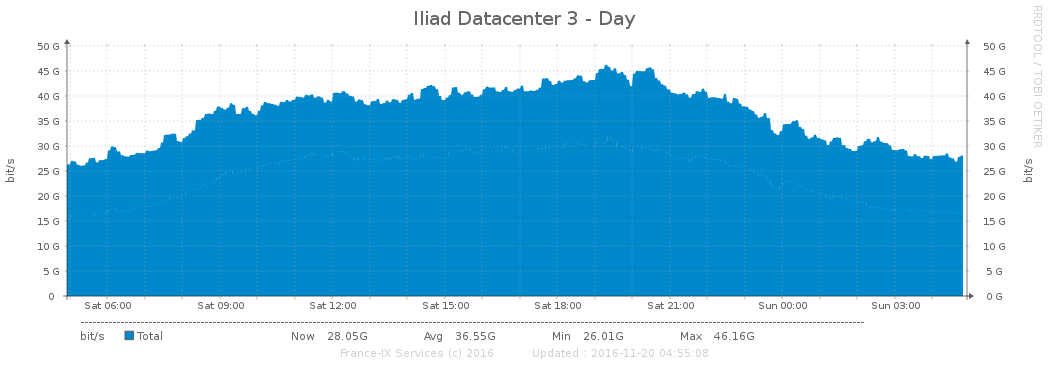 Iliad Datacenter 3 - Day
RRDTOOL / TOBI OETIKER
50 G 50 G
45 G 45 G
40 G 40 G
35 G 35 G
30 G 30 G
25 G 25 G
20 G 20 G
15 G 15 G
10 G 10 G
5 G 5 G
0 0 G
bit/s bit/s
Sat 06:00 Sat 09:00 Sat 12:00 Sat 15:00 Sat 18:00 Sat 21:00 Sun 00:00 Sun 03:00
bit/s Total Now 28.05G Avg 36.55G Min 26.01G Max 46.16G
France-IX Services (c) 2016 Updated : 2016-11-20 04:55:08